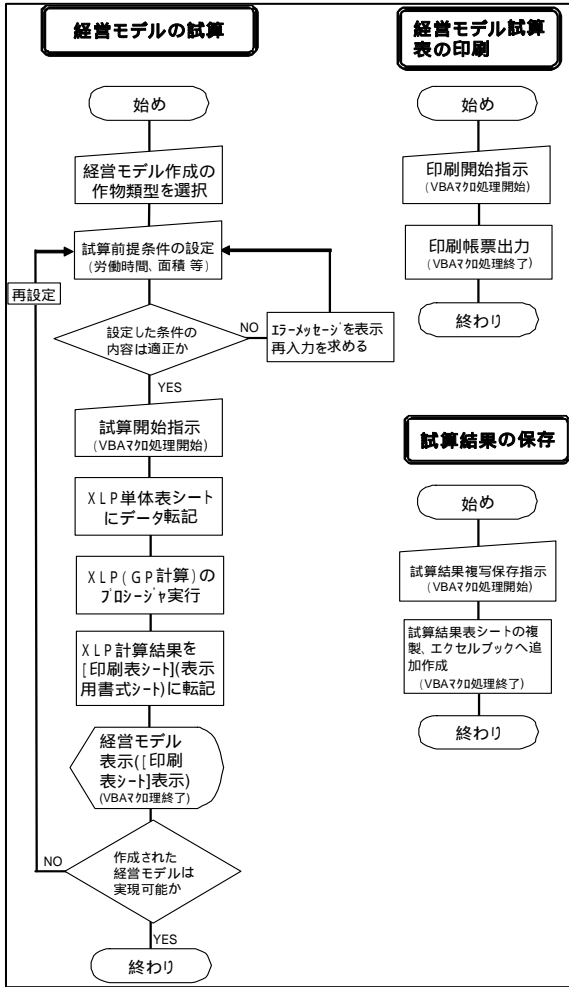 経営モデルの試算
始め
経営モデル作成の
作物類型を選択
試算前提条件の設定
(労働時間、面積 等)
再設定
設定した条件の
内容は適正か
NO
ｴﾗｰﾒｯｾｰｼﾞを表示
再入力を求める
YES
試算開始指示
(VBAﾏｸﾛ処理開始)
XLP単体表シート
にデータ転記
XLP(GP計算)の
ﾌﾟﾛｼｰｼﾞｬ実行
XLP計算結果を
[印刷表シート](表示
用書式シート)に転記
経営モデル
表示([印刷
表シート]表示)
(VBAﾏｸﾛ理終了)
NO
作成された
経営モデルは
実現可能か
YES
終わり
経営モデル試算
表の印刷
始め
印刷開始指示
(VBAﾏｸﾛ処理開始)
印刷帳票出力
(VBAﾏｸﾛ処理終了)
終わり
試算結果の保存
始め
試算結果複写保存指示
(VBAﾏｸﾛ処理開始)
試算結果表シートの複
製、エクセルブックへ追
加作成
(VBAﾏｸﾛ処理終了)
終わり